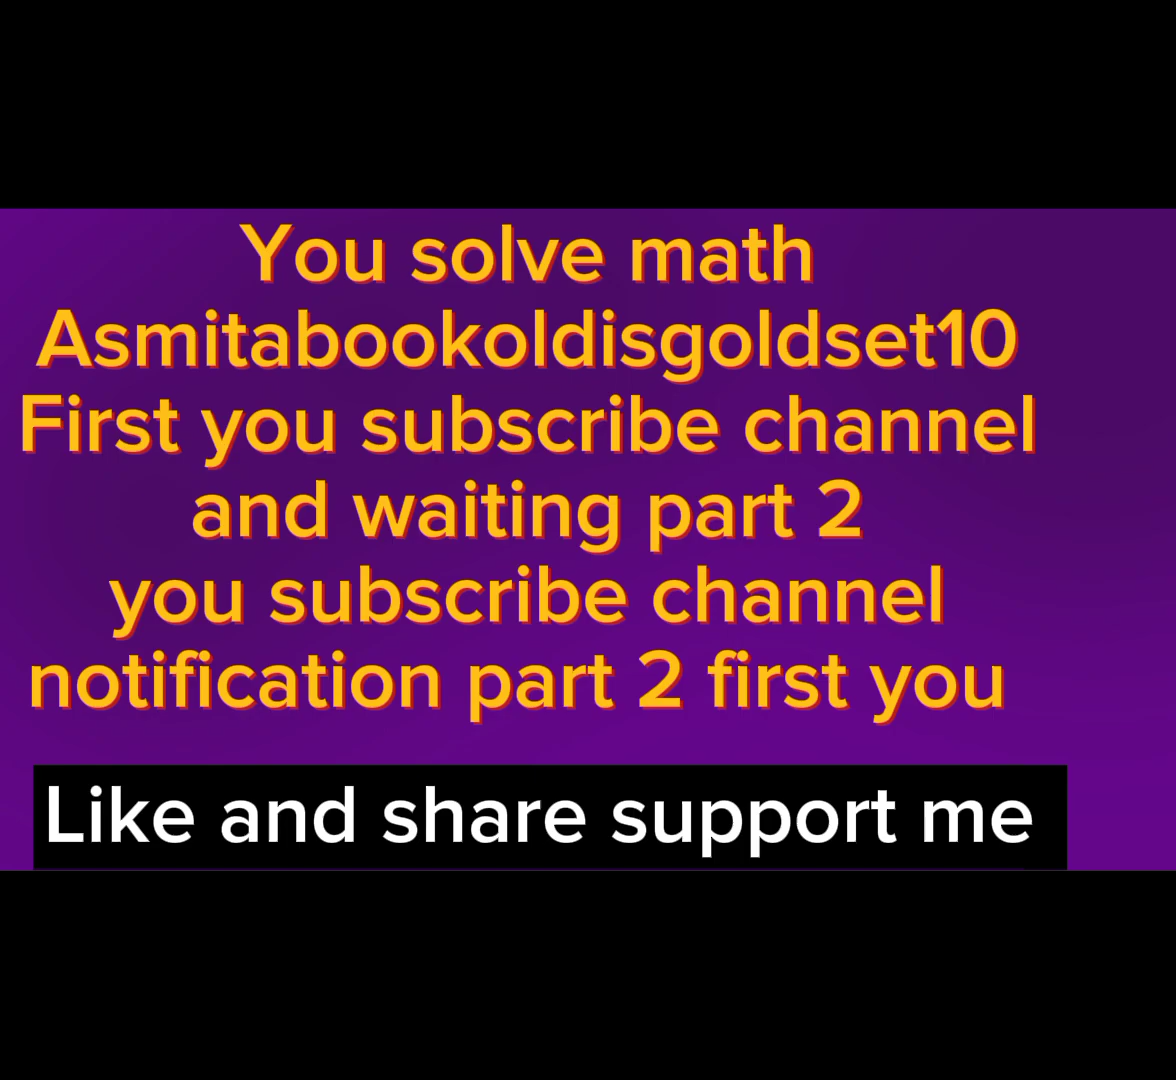 You solve math
Asmitabookoldisgoldset10
First you subscribe channel
and waiting part 2
you subscribe channel
notification part 2 first you
Like and share support me